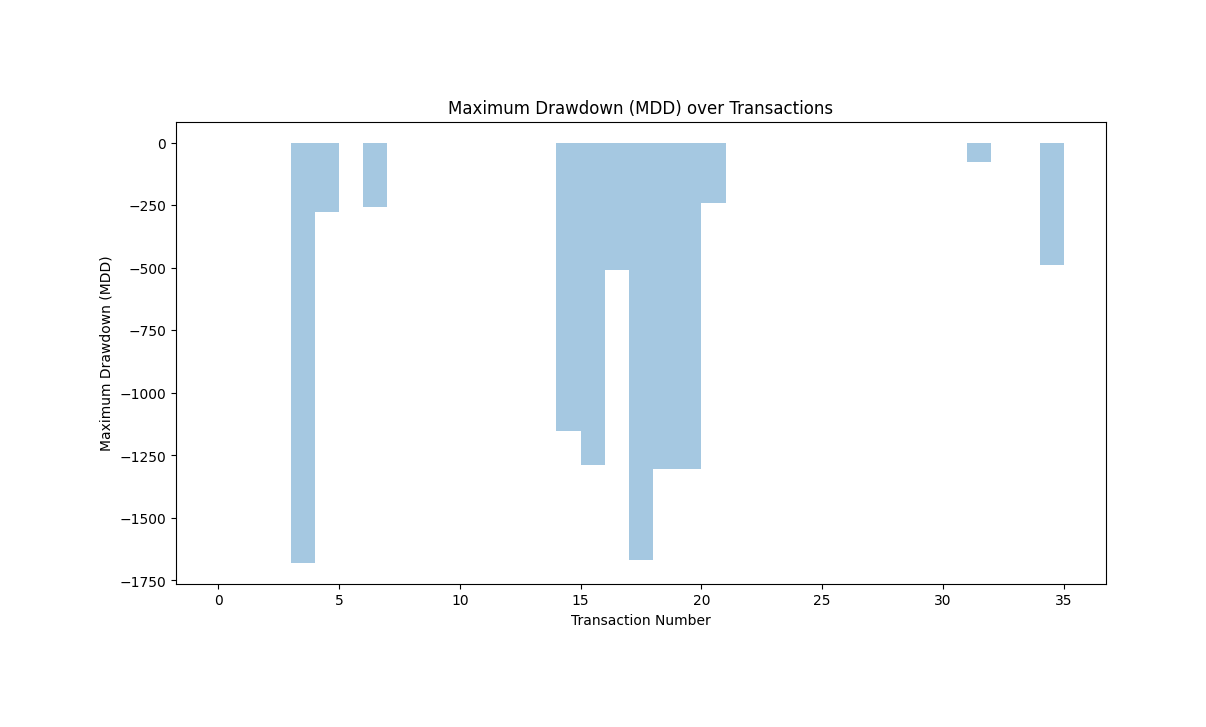 Maximum Drawdown (MDD) over Transactions
Maximum Drawdown (MDD)
0
−250
−500
−750
−1000
−1250
−1500
−1750
0 5 10 15 20 25 30 35
Transaction Number